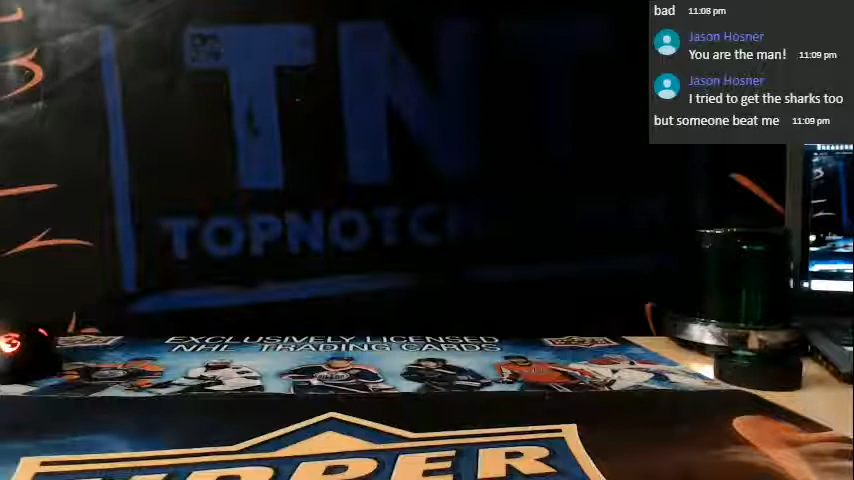 bad 11:08 pm
Jason Hosner
You are the man! 11:09 pm
Jason Hosner
I tried to get the sharks too
but someone beat me 11:09 pm
TNT
TOPNOTCH
EXCLUSIVELY LICENSED
NHL TRADING CARDS
UPPER